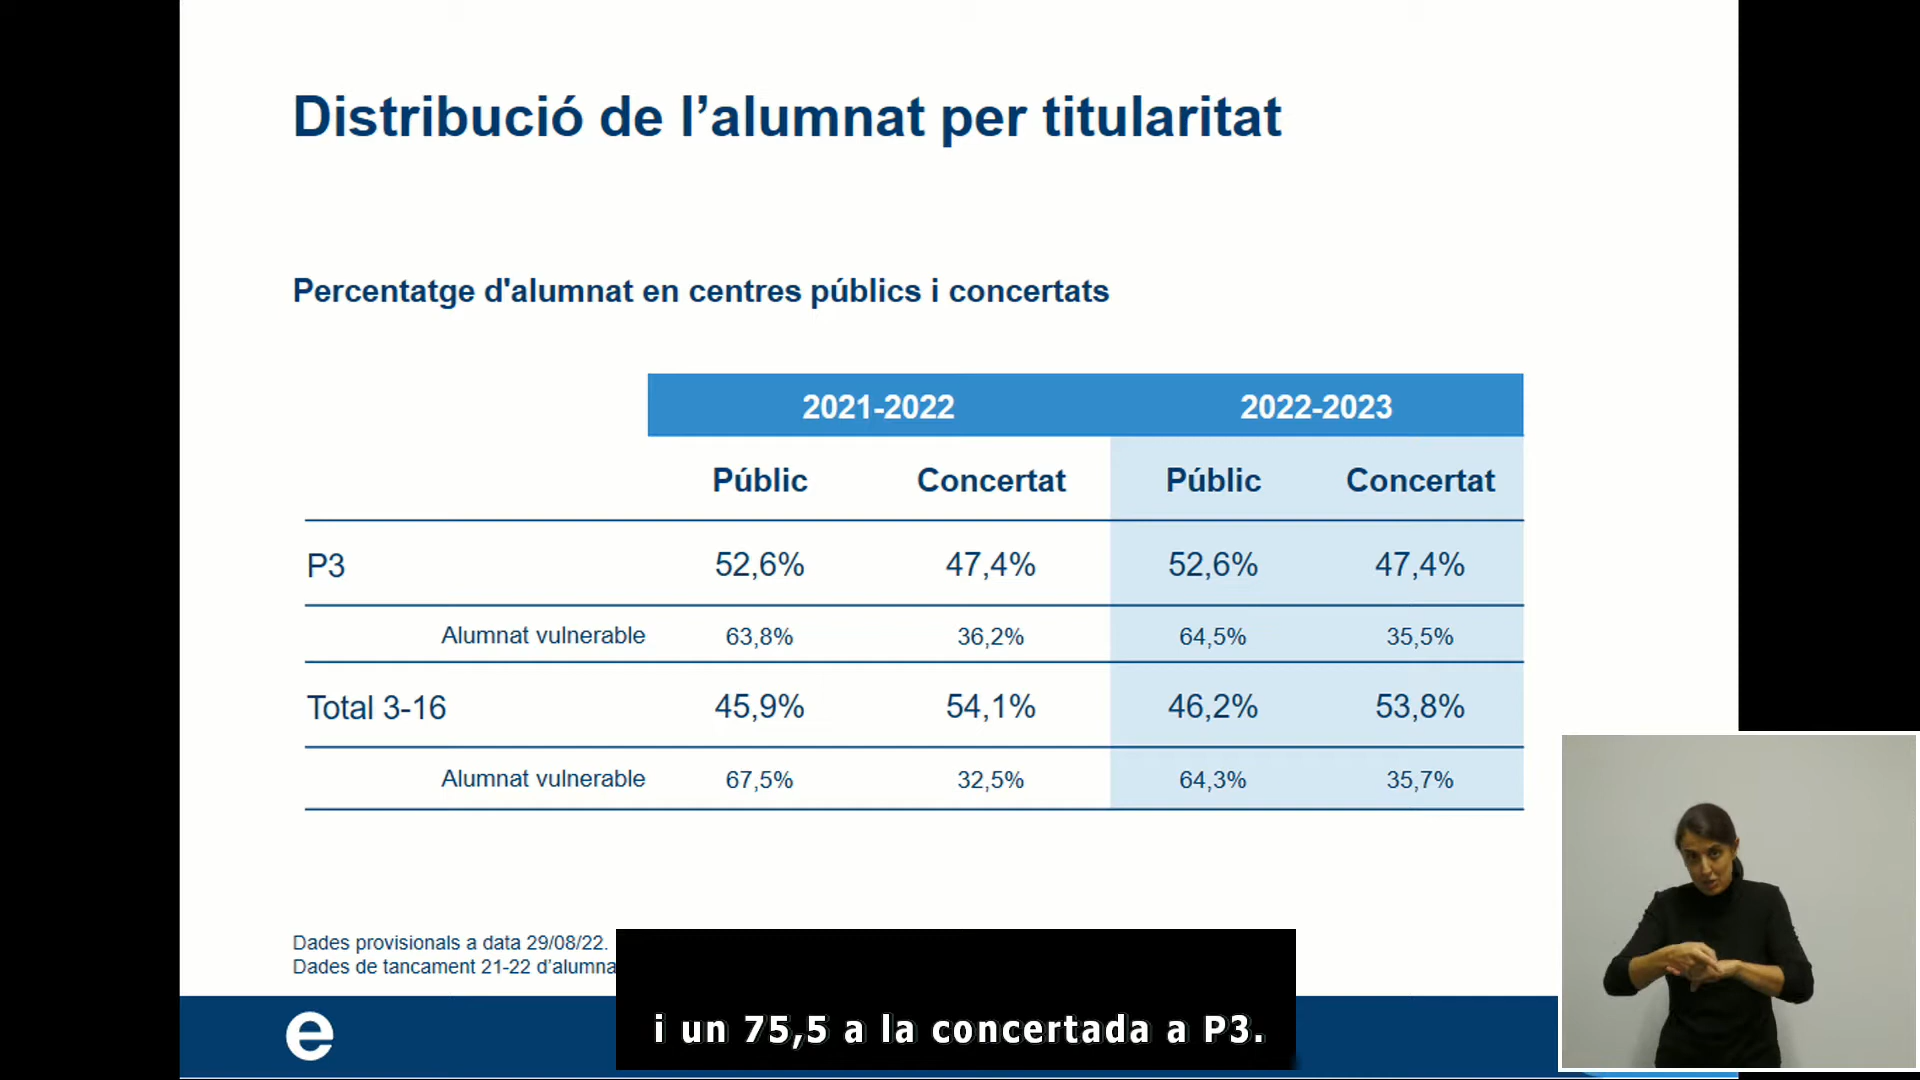 Distribució de l’alumnat per titularitat
Percentatge d'alumnat en centres públics i concertats
2021-2022 2022-2023
Públic Concertat Públic Concertat
P3 52,6% 47,4% 52,6% 47,4%
Alumnat vulnerable 63,8% 36,2% 64,5% 35,5%
Total 3-16 45,9% 54,1% 46,2% 53,8%
Alumnat vulnerable 67,5% 32,5% 64,3% 35,7%
Dades provisionals a data 29/08/22.
Dades de tancament 21-22 d’alumna
e
i un 75,5 a la concertada a P3.